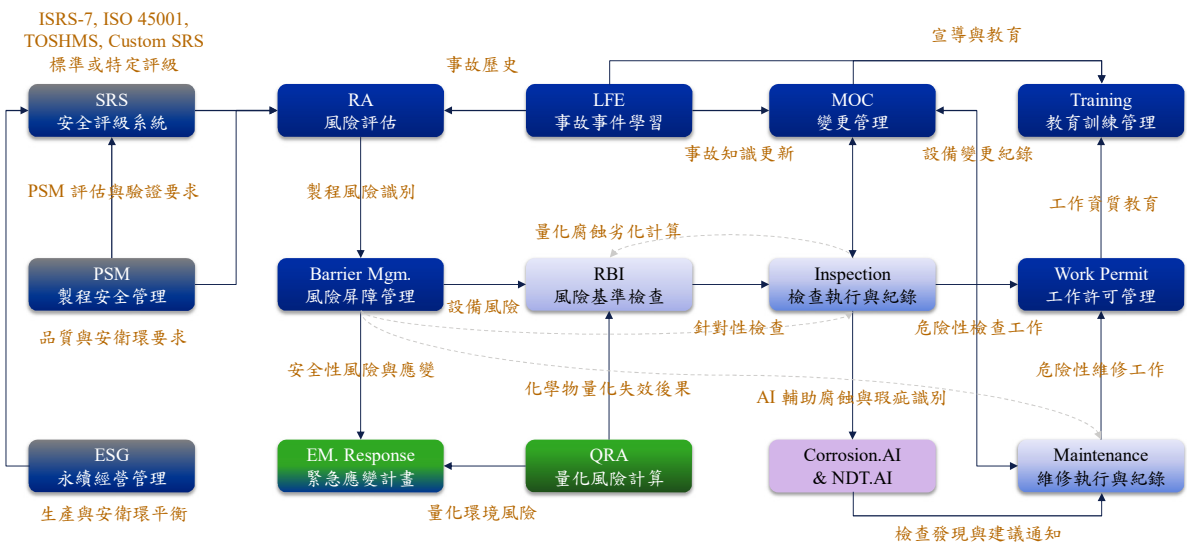 ISRS-7, ISO 45001,
TOSHMS, Custom SRS
標準或特定評級
宣導與教育
事故歷史
SRS
安全評級系統
RA
風險評估
LFE
事故事件學習
MOC
變更管理
Training
教育訓練管理
事故知識更新
設備變更紀錄
PSM 評估與驗證要求
製程風險識別
工作資質教育
量化腐蝕劣化計算
PSM
製程安全管理
Barrier Mgm.
風險屏障管理
RBI
風險基準檢查
Inspection
檢查執行與紀錄
Work Permit
工作許可管理
設備風險
針對性檢查
危險性檢查工作
品質與安衛環要求
安全性風險與應變
化學物量化失效後果
AI 輔助腐蝕與瑕疵識別
危險性維修工作
ESG
永續經營管理
EM. Response
緊急應變計畫
QRA
量化風險計算
Corrosion.AI
& NDT.AI
Maintenance
維修執行與紀錄
生產與安衛環平衡
量化環境風險
檢查發現與建議通知